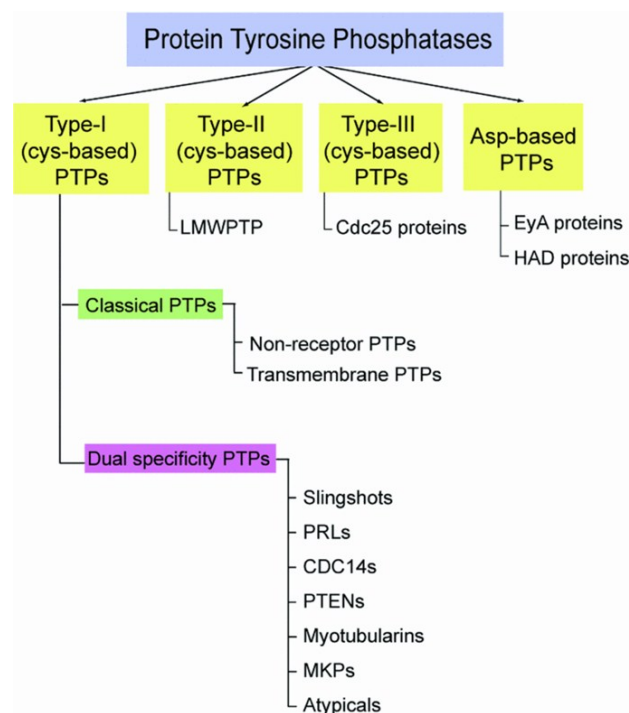 Protein Tyrosine Phosphatases
Type-I
(cys-based)
PTPs
Type-II
(cys-based)
PTPs
Type-III
(cys-based)
PTPs
Asp-based
PTPs
LMWPTP
Cdc25 proteins
EyA proteins
HAD proteins
Classical PTPs
Non-receptor PTPs
Transmembrane PTPs
Dual specificity PTPs
Slingshots
PRLs
CDC14s
PTENs
Myotubularins
MKPs
Atypicals